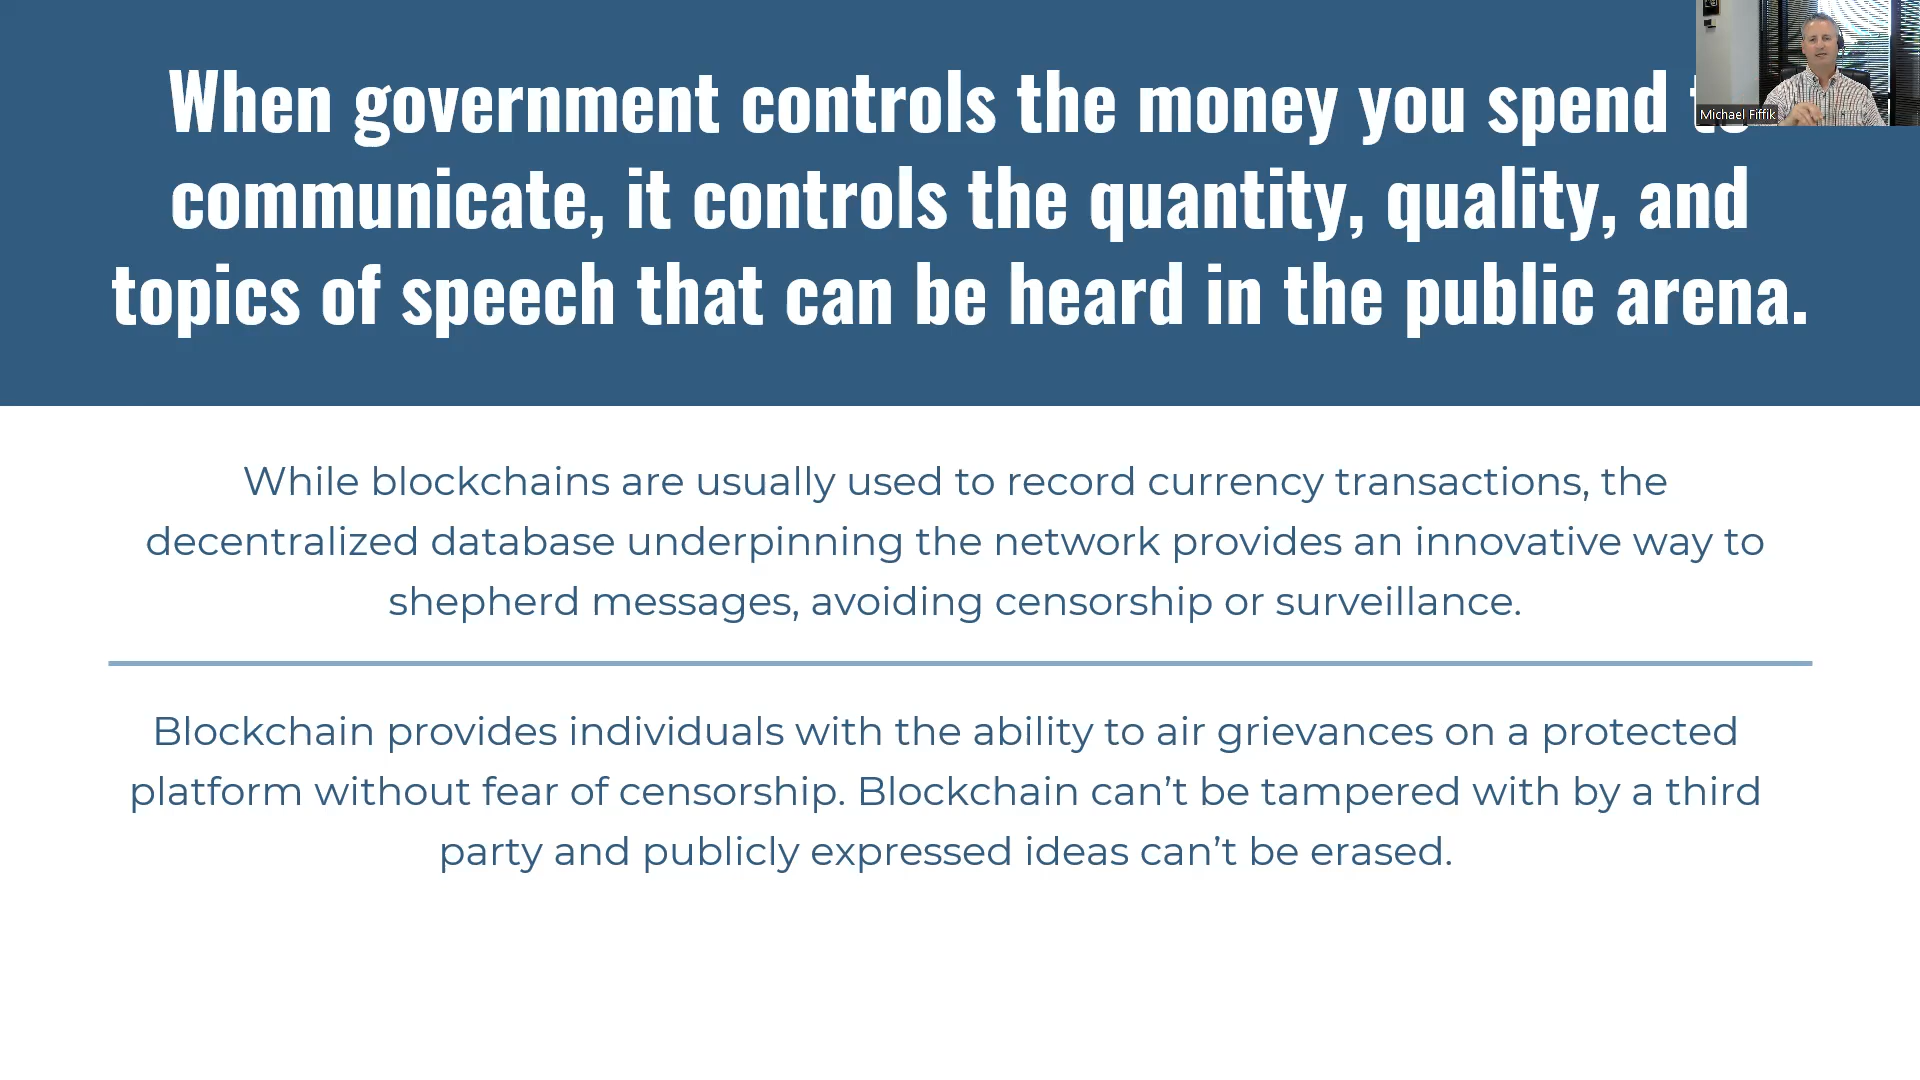 When government controls the money you spend to
communicate, it controls the quantity, quality, and
topics of speech that can be heard in the public arena.
Michael Fiffik
While blockchains are usually used to record currency transactions, the
decentralized database underpinning the network provides an innovative way to
shepherd messages, avoiding censorship or surveillance.
Blockchain provides individuals with the ability to air grievances on a protected
platform without fear of censorship. Blockchain can’t be tampered with by a third
party and publicly expressed ideas can’t be erased.